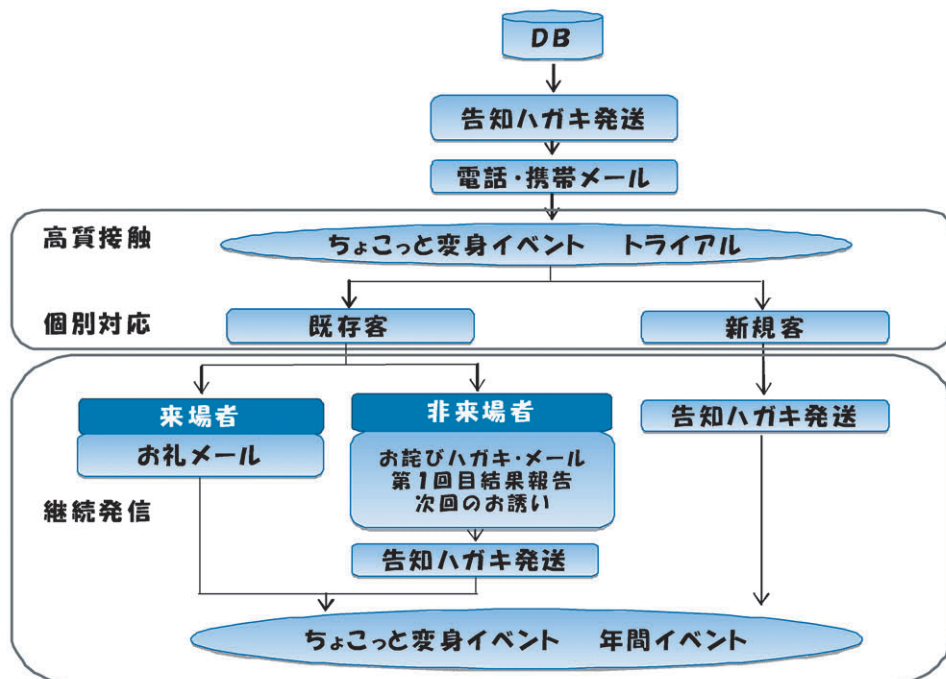 DB
告知ハガキ発送
電話・携帯メール
高質接触
ちょこっと変身イベント　トライアル
個別対応
既存客
新規客
来場者
お礼メール
非来場者
お詫びハガキ・メール
第1回目結果報告
次回のお誘い
告知ハガキ発送
告知ハガキ発送
継続発信
ちょこっと変身イベント　年間イベント